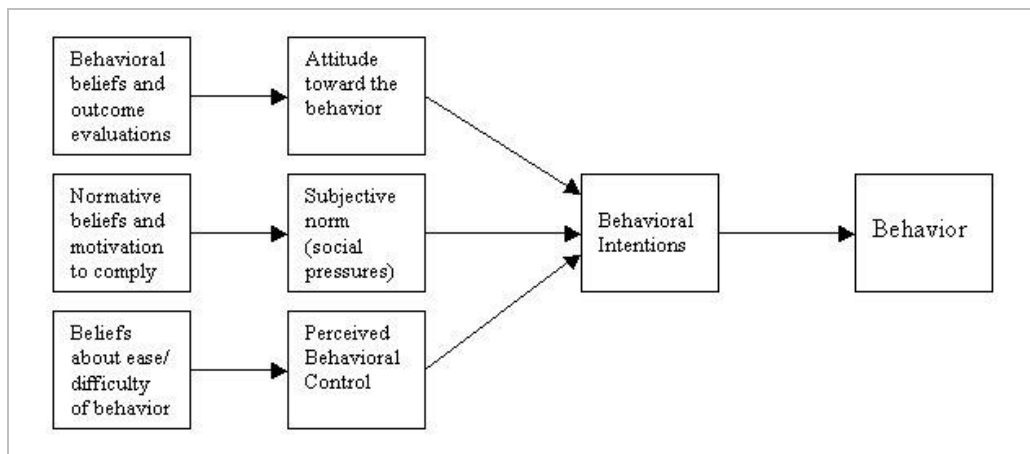 Behavioral
beliefs and
outcome
evaluations
Attitude
toward the
behavior
Normative
beliefs and
motivation
to comply
Subjective
norm
(social
pressures)
Behavioral
Intentions
Behavior
Beliefs
about ease/
difficulty
of behavior
Perceived
Behavioral
Control